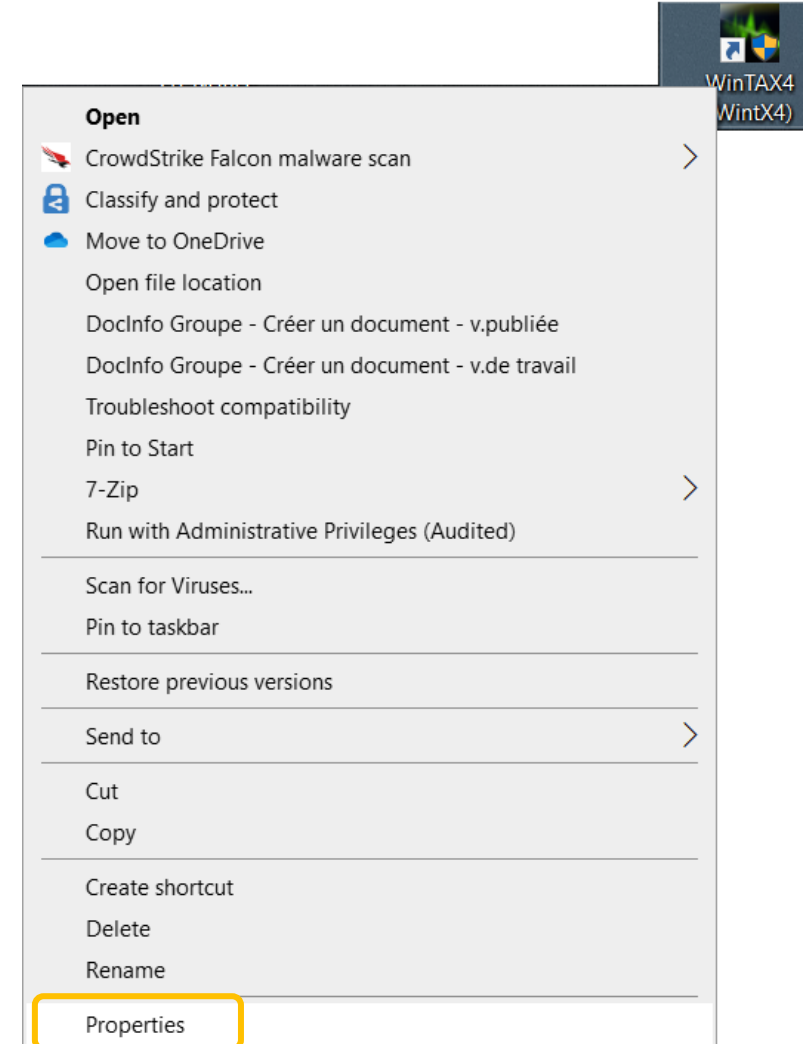 WinTAX4
WintX4)
Open
CrowdStrike Falcon malware scan
Classify and protect
Move to OneDrive
Open file location
DocInfo Groupe - Créer un document - v.publiée
DocInfo Groupe - Créer un document - v.de travail
Troubleshoot compatibility
Pin to Start
7-Zip
Run with Administrative Privileges (Audited)
Scan for Viruses...
Pin to taskbar
Restore previous versions
Send to
Cut
Copy
Create shortcut
Delete
Rename
Properties